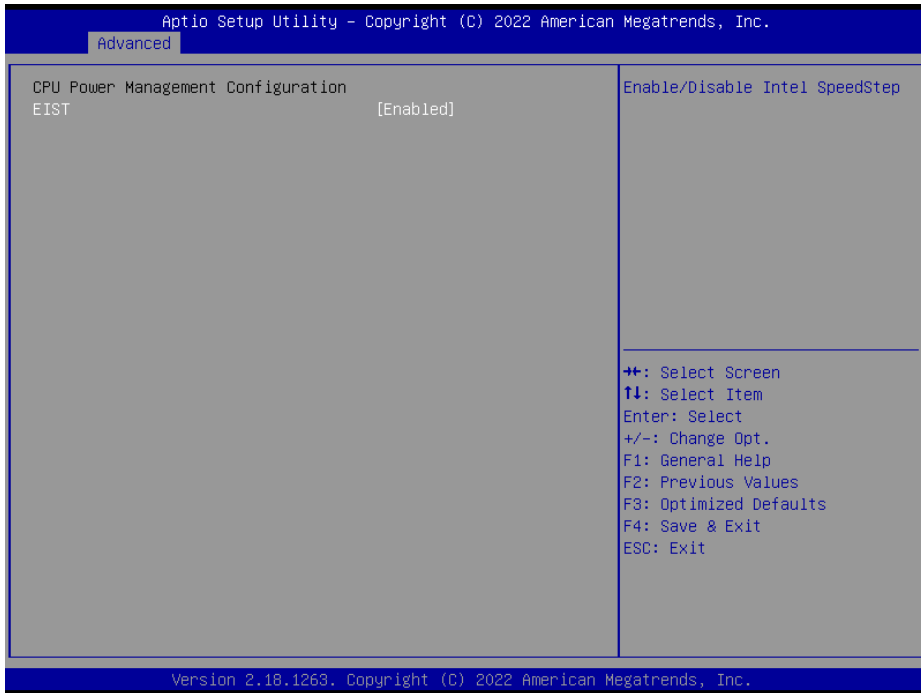 Aptio Setup Utility – Copyright (C) 2022 American Megatrends, Inc.
Advanced
CPU Power Management Configuration
EIST [Enabled]
Enable/Disable Intel SpeedStep
→←: Select Screen
↑↓: Select Item
Enter: Select
+/-: Change Opt.
F1: General Help
F2: Previous Values
F3: Optimized Defaults
F4: Save & Exit
ESC: Exit
Version 2.18.1263. Copyright (C) 2022 American Megatrends, Inc.